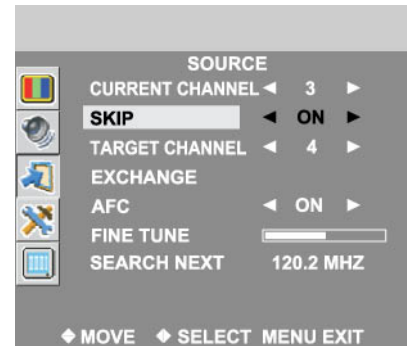 SOURCE
CURRENT CHANNEL ◄ 3 ►
SKIP ◄ ON ►
TARGET CHANNEL ◄ 4 ►
EXCHANGE
AFC ◄ ON ►
FINE TUNE
SEARCH NEXT 120.2 MHZ
◆ MOVE ◆ SELECT MENU EXIT